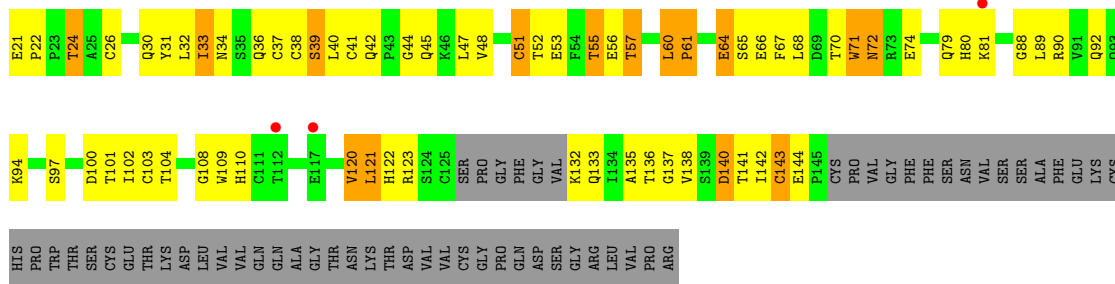 E21 P22 P23 T24 A25 C26 Q30 Y31 L32 I33 N34 S35 Q36 C37 C38 S39 L40 C41 Q42 P43 G44 Q45 K46 L47 V48 C51 T52 E53 F54 T55 E56 T57 L60 P61 E64 S65 E66 F67 L68 D69 T70 W71 N72 R73 E74 Q79 H80 K81 G88 L89 R90 V91 Q92 P93
K94 S97 D100 T101 I102 C103 T104 G108 W109 H110 C111 T112 E117 V120 L121 H122 R123 S124 C125 SER PRO GLY PHE GLY VAL K132 Q133 I134 A135 T136 G137 V138 S139 D140 T141 I142 C143 E144 P145 CYS PRO VAL GLY PHE PHE SER ASN VAL SER SER ALA PHE GLU LYS CYS
HIS PRO TRP THR SER CYS GLU THR LYS ASP LEU VAL VAL GLN GLN ALA GLY THR ASN LYS THR ASP VAL VAL CYS GLY PRO GLN ASP SER GLY ARG LEU VAL PRO ARG